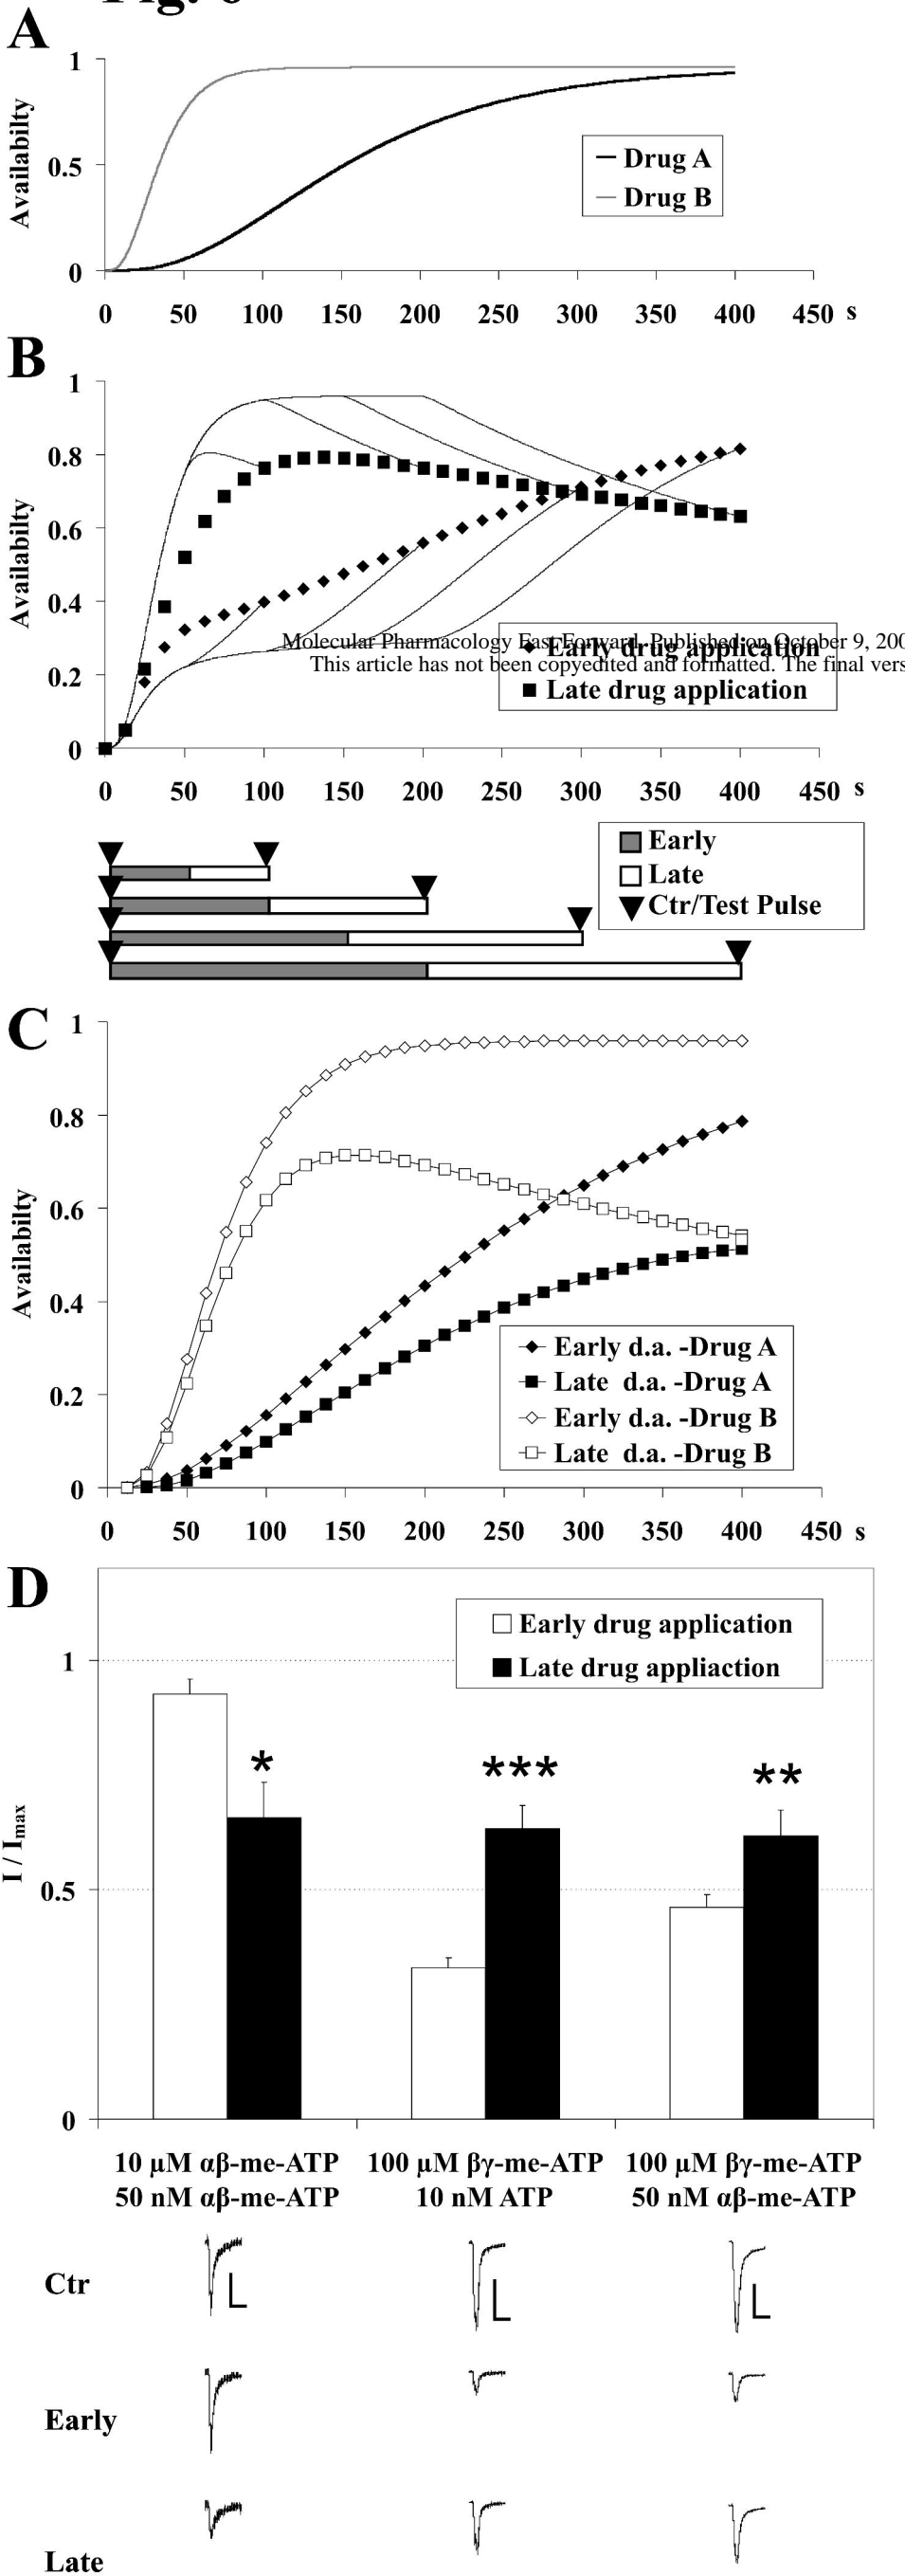 A
1
Availabilty
0.5
0
Drug A
Drug B
0 50 100 150 200 250 300 350 400 450 s
B
1
0.8
Availabilty
0.6
0.4
0.2
0
Molecular Pharmacology Fast Forward. Published on October 9, 200
This article has not been copyedited and formatted. The final vers
Early drug application
Late drug application
0 50 100 150 200 250 300 350 400 450 s
Early
Late
Ctr/Test Pulse
C
1
0.8
0.6
Availabilty
0.4
0.2
0
Early d.a. -Drug A
Late d.a. -Drug A
Early d.a. -Drug B
Late d.a. -Drug B
0 50 100 150 200 250 300 350 400 450 s
D
Early drug application
Late drug appliaction
1
* *** **
I / Imax
0.5
0
10 µM αβ-me-ATP 100 µM βγ-me-ATP 100 µM βγ-me-ATP
50 nM αβ-me-ATP 10 nM ATP 50 nM αβ-me-ATP
Ctr
Early
Late